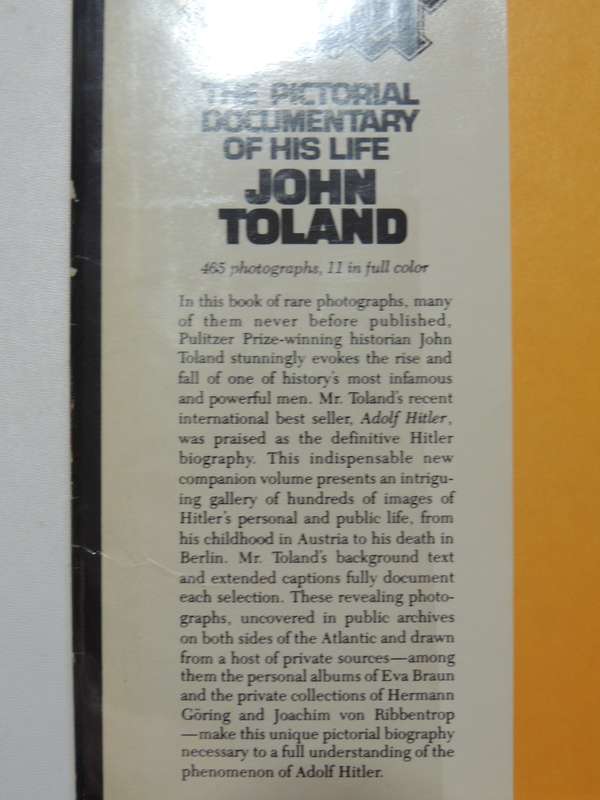 THE PICTORIAL
DOCUMENTARY
OF HIS LIFE
JOHN
TOLAND
465 photographs, 11 in full color
In this book of rare photographs, many
of them never before published,
Pulitzer Prize-winning historian John
Toland stunningly evokes the rise and
fall of one of history's most infamous
and powerful men. Mr. Toland's recent
international best seller, Adolf Hitler,
was praised as the definitive Hitler
biography. This indispensable new
companion volume presents an intrigu-
ing gallery of hundreds of images of
Hitler's personal and public life, from
his childhood in Austria to his death in
Berlin. Mr. Toland's background text
and extended captions fully document
each selection. These revealing photo-
graphs, uncovered in public archives
on both sides of the Atlantic and drawn
from a host of private sources—among
them the personal albums of Eva Braun
and the private collections of Hermann
Göring and Joachim von Ribbentrop
—make this unique pictorial biography
necessary to a full understanding of the
phenomenon of Adolf Hitler.